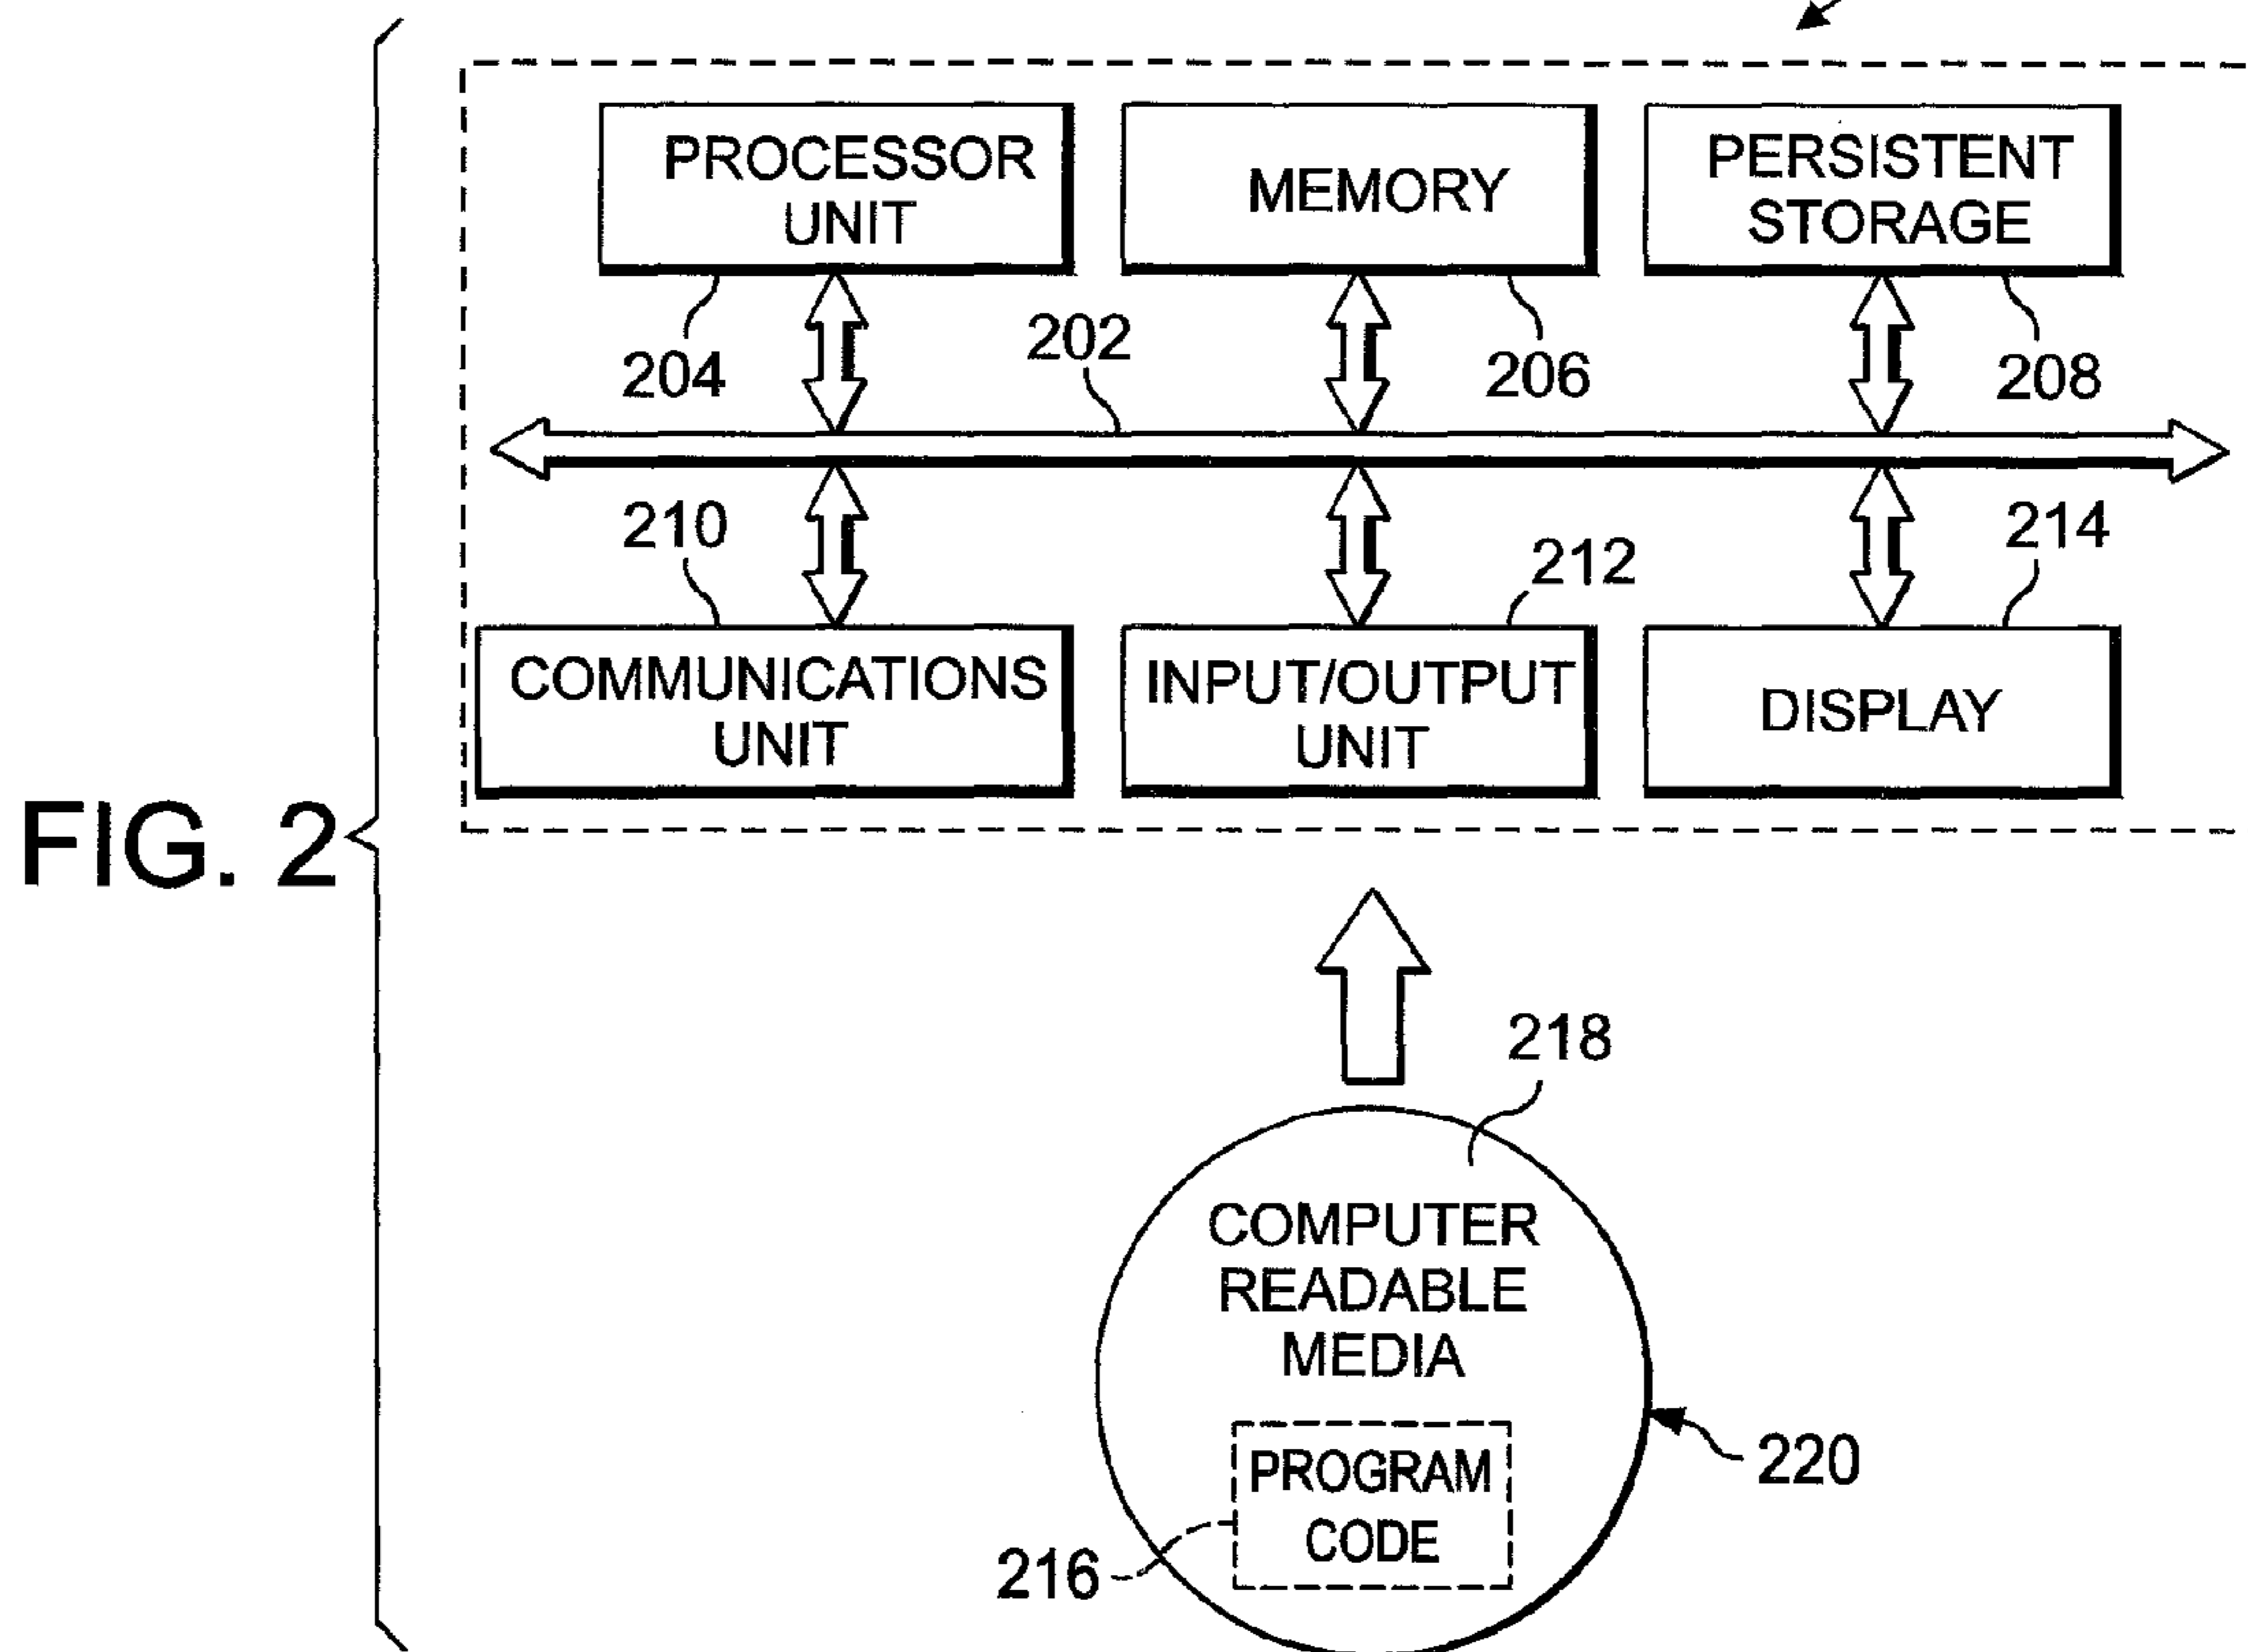 PROCESSOR
UNIT
MEMORY
PERSISTENT
STORAGE
204
202
206
208
210
212
214
COMMUNICATIONS
UNIT
INPUT/OUTPUT
UNIT
DISPLAY
FIG. 2
218
COMPUTER
READABLE
MEDIA
PROGRAM
CODE
220
216